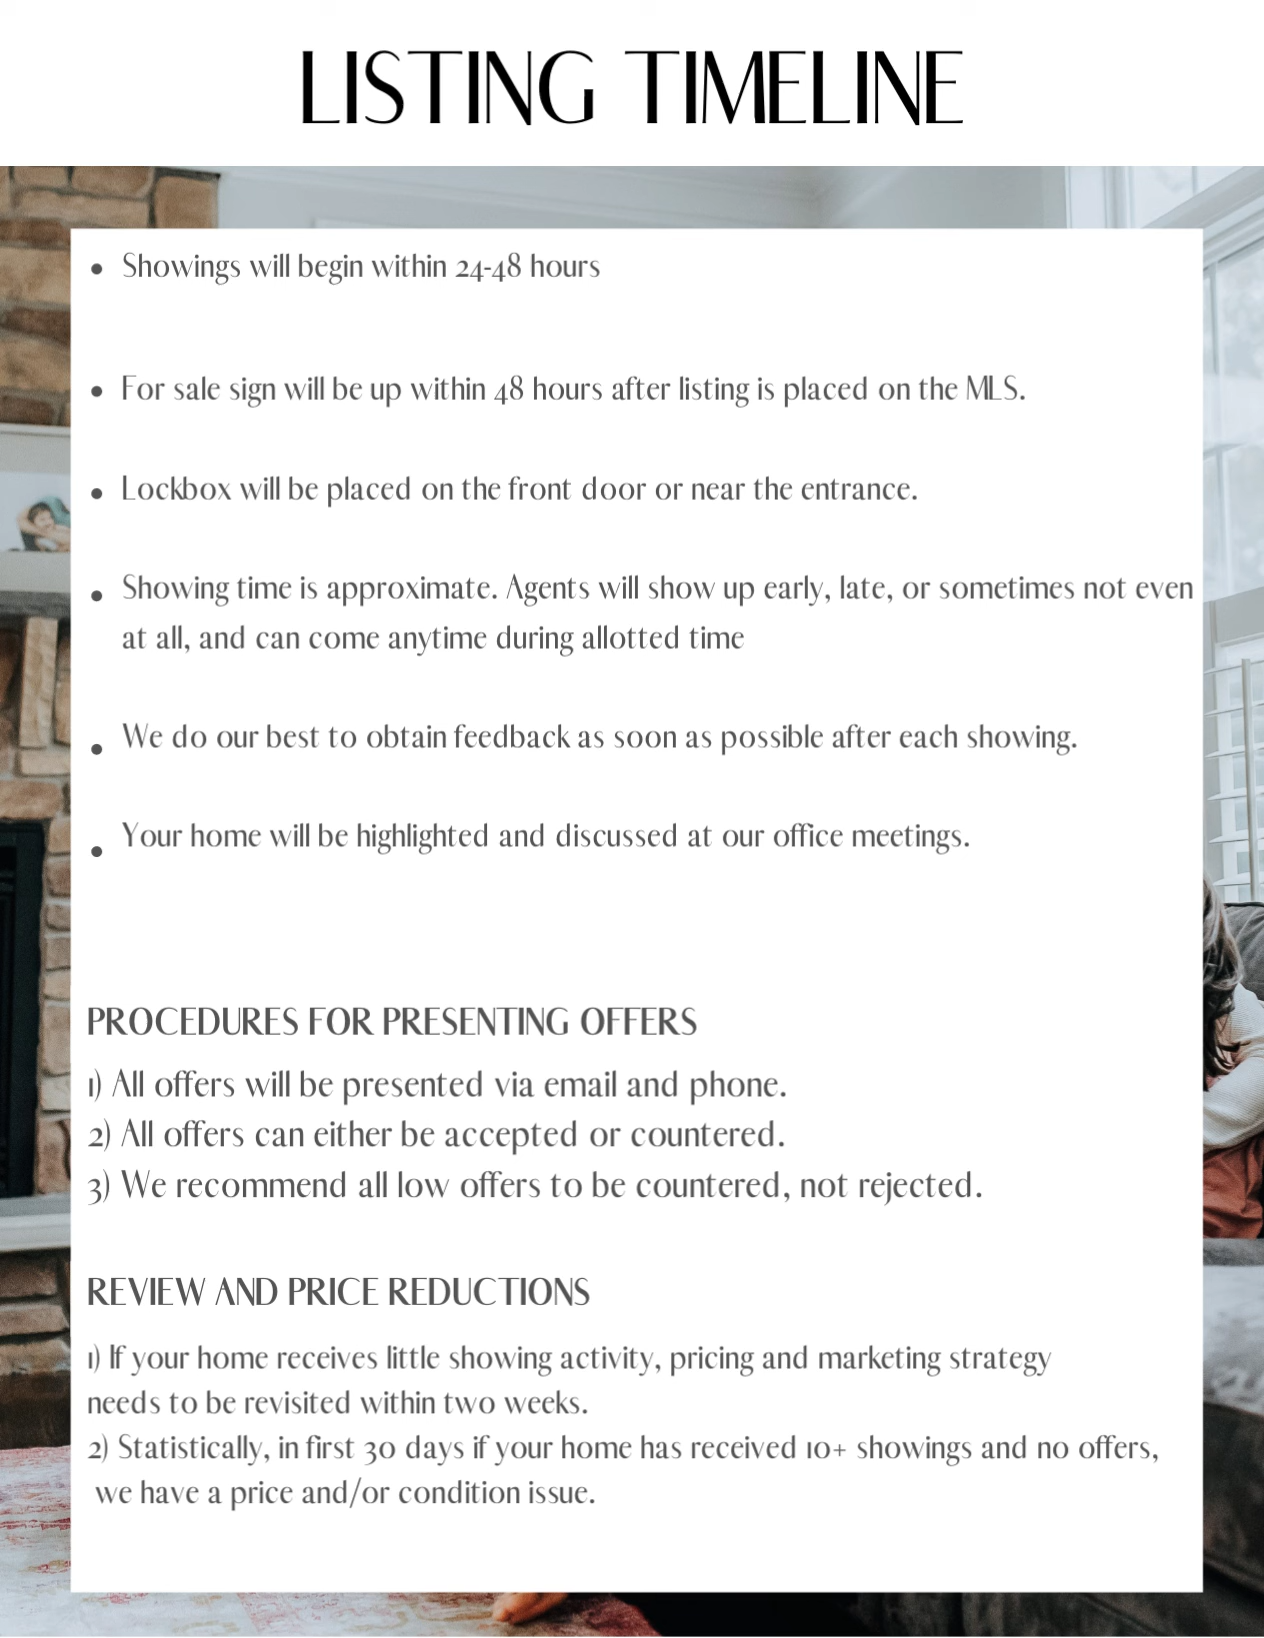 LISTING TIMELINE
• Showings will begin within 24-48 hours
• For sale sign will be up within 48 hours after listing is placed on the MLS.
• Lockbox will be placed on the front door or near the entrance.
• Showing time is approximate. Agents will show up early, late, or sometimes not even
at all, and can come anytime during allotted time
• We do our best to obtain feedback as soon as possible after each showing.
• Your home will be highlighted and discussed at our office meetings.
PROCEDURES FOR PRESENTING OFFERS
1) All offers will be presented via email and phone.
2) All offers can either be accepted or countered.
3) We recommend all low offers to be countered, not rejected.
REVIEW AND PRICE REDUCTIONS
1) If your home receives little showing activity, pricing and marketing strategy
needs to be revisited within two weeks.
2) Statistically, in first 30 days if your home has received 10+ showings and no offers,
we have a price and/or condition issue.